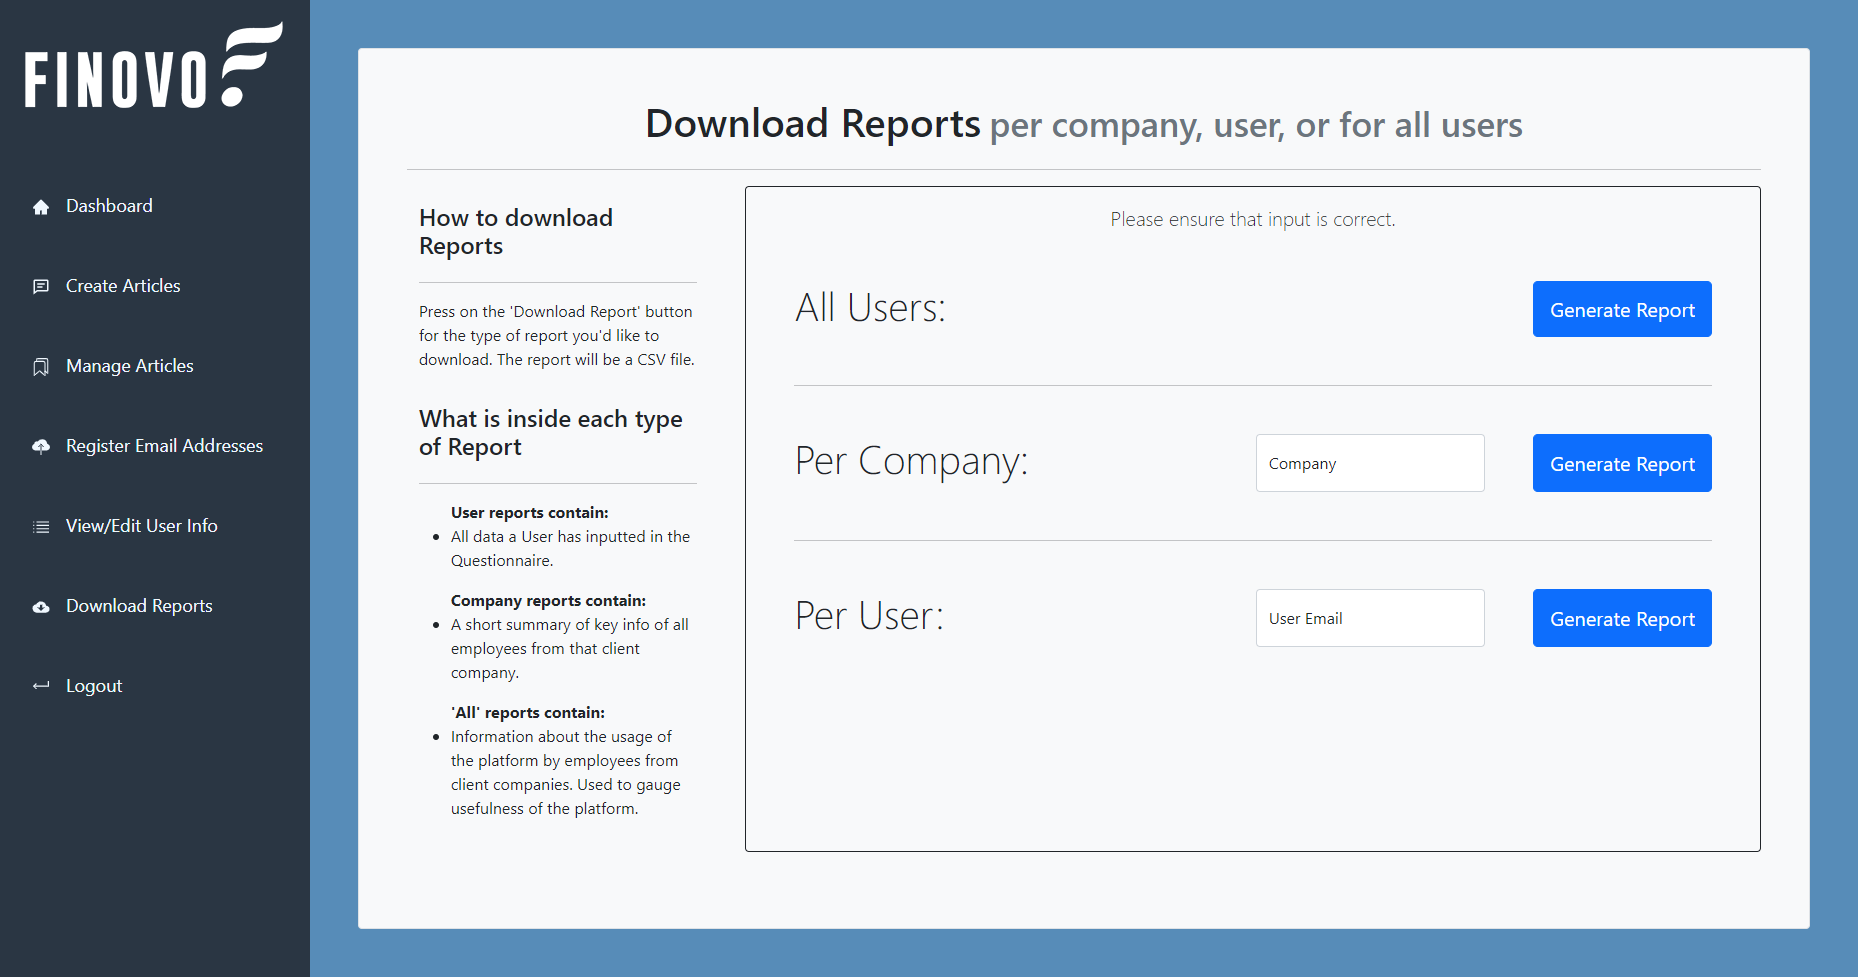 FINOVO
Dashboard
Create Articles
Manage Articles
Register Email Addresses
View/Edit User Info
Download Reports
Logout
Download Reports per company, user, or for all users
How to download
Reports
Press on the 'Download Report' button
for the type of report you'd like to
download. The report will be a CSV file.
What is inside each type
of Report
User reports contain:
• All data a User has inputted in the
Questionnaire.
Company reports contain:
• A short summary of key info of all
employees from that client
company.
'All' reports contain:
• Information about the usage of
the platform by employees from
client companies. Used to gauge
usefulness of the platform.
Please ensure that input is correct.
All Users:
Generate Report
Per Company:
Company
Generate Report
Per User:
User Email
Generate Report